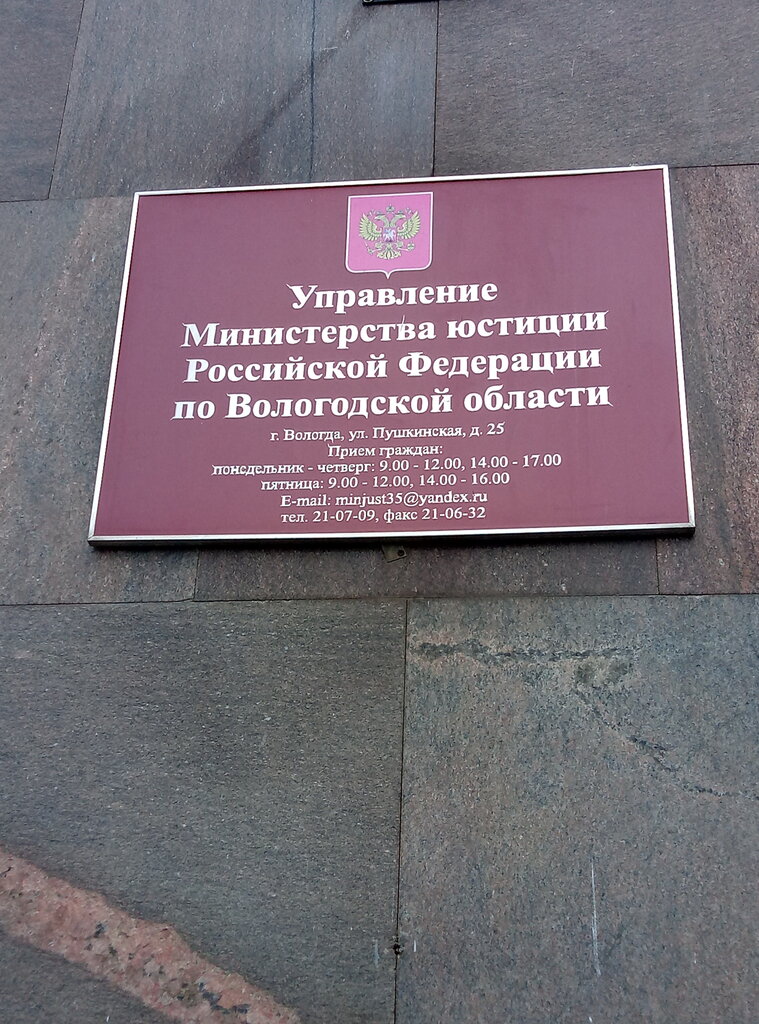 Управление
Министерства юстиции
Российской Федерации
по Вологодской области
г. Вологда, ул. Пушкинская, д. 25
Прием граждан:
понедельник - четверг: 9.00 - 12.00, 14.00 - 17.00
пятница: 9.00 - 12.00, 14.00 - 16.00
E-mail: minjust35@yandex.ru
тел. 21-07-09, факс 21-06-32